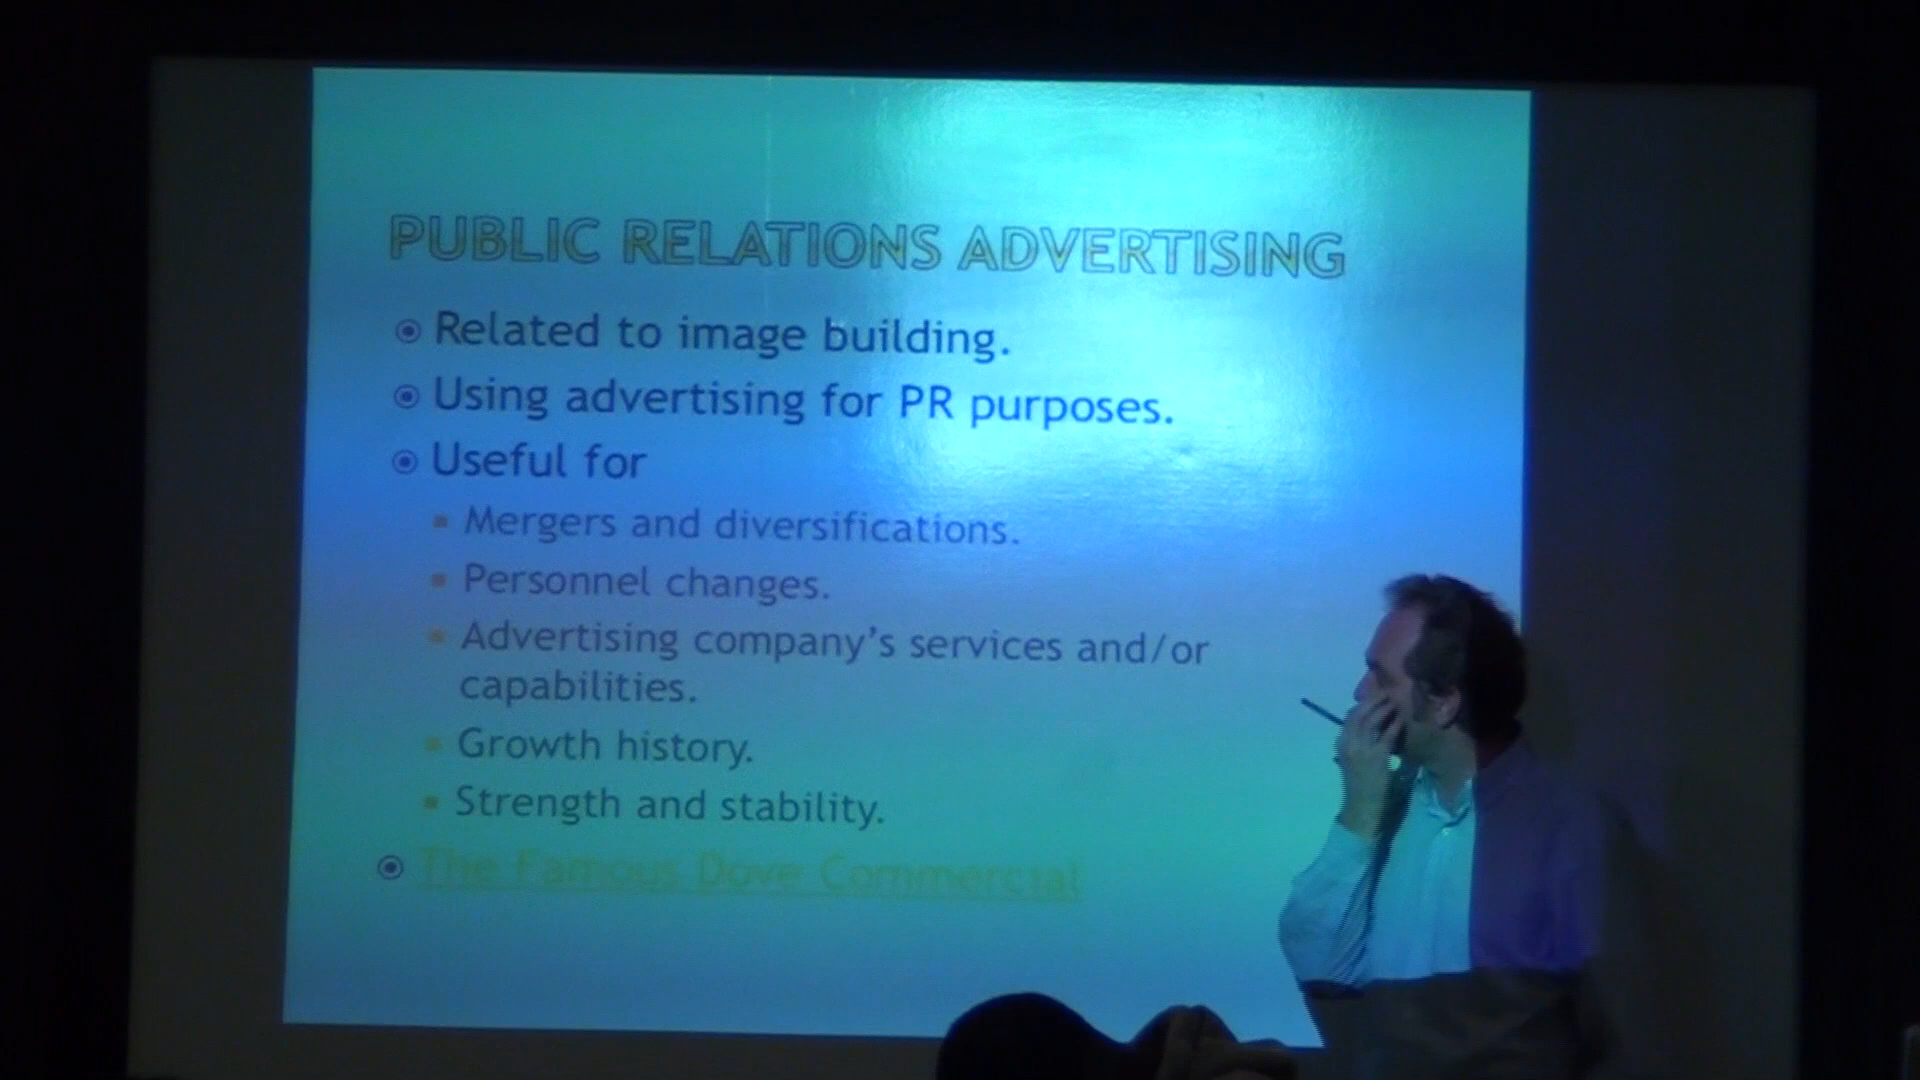 PUBLIC RELATIONS ADVERTISING
Related to image building.
Using advertising for PR purposes.
Useful for
Mergers and diversifications.
Personnel changes.
Advertising company's services and/or
capabilities.
Growth history.
Strength and stability.
The Famous Dove Commercial